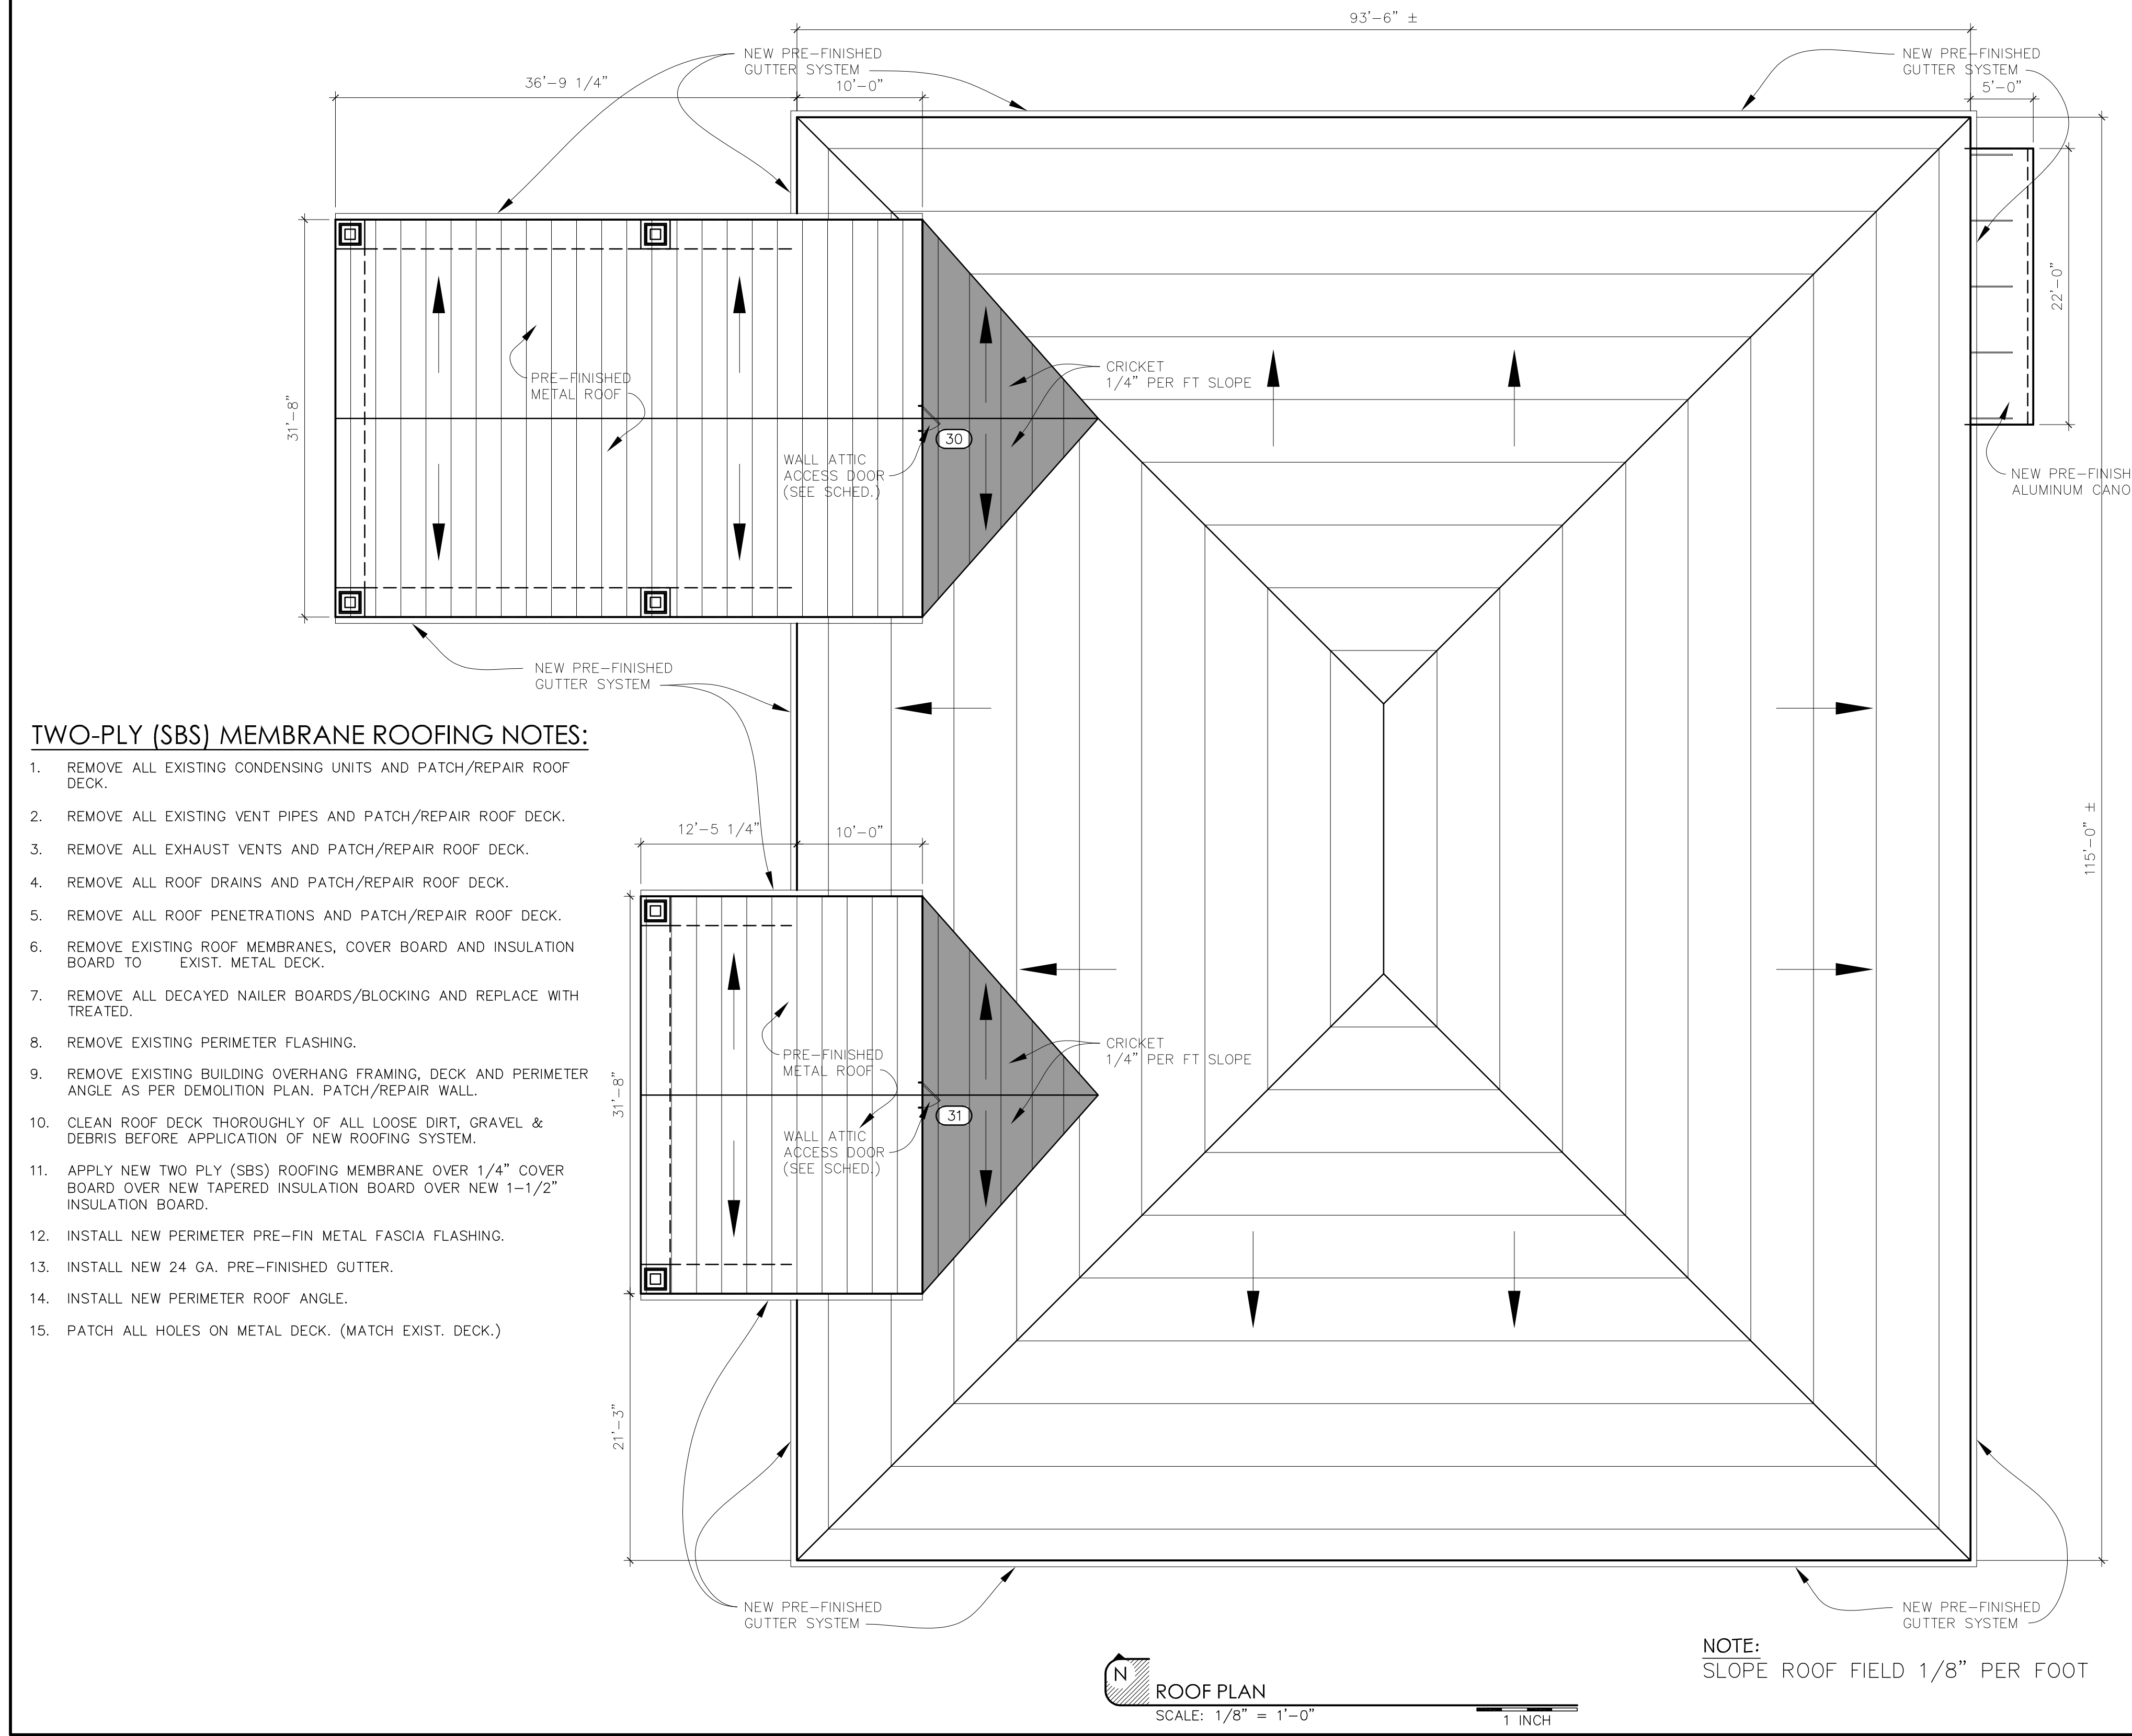 93'-6" ±
NEW PRE-FINISHED
GUTTER SYSTEM
36'-9 1/4"
10'-0"
NEW PRE-FINISHED
GUTTER SYSTEM
5'-0"
22'-0"
CRICKET
1/4" PER FT SLOPE
PRE-FINISHED
METAL ROOF
31'-8"
30
WALL ATTIC
ACCESS DOOR
(SEE SCHED.)
NEW PRE-FINISH
ALUMINUM CANO
NEW PRE-FINISHED
GUTTER SYSTEM
TWO-PLY (SBS) MEMBRANE ROOFING NOTES:
1. REMOVE ALL EXISTING CONDENSING UNITS AND PATCH/REPAIR ROOF
DECK.
2. REMOVE ALL EXISTING VENT PIPES AND PATCH/REPAIR ROOF DECK.
3. REMOVE ALL EXHAUST VENTS AND PATCH/REPAIR ROOF DECK.
4. REMOVE ALL ROOF DRAINS AND PATCH/REPAIR ROOF DECK.
5. REMOVE ALL ROOF PENETRATIONS AND PATCH/REPAIR ROOF DECK.
6. REMOVE EXISTING ROOF MEMBRANES, COVER BOARD AND INSULATION
BOARD TO EXIST. METAL DECK.
7. REMOVE ALL DECAYED NAILER BOARDS/BLOCKING AND REPLACE WITH
TREATED.
8. REMOVE EXISTING PERIMETER FLASHING.
9. REMOVE EXISTING BUILDING OVERHANG FRAMING, DECK AND PERIMETER
ANGLE AS PER DEMOLITION PLAN. PATCH/REPAIR WALL.
10. CLEAN ROOF DECK THOROUGHLY OF ALL LOOSE DIRT, GRAVEL &
DEBRIS BEFORE APPLICATION OF NEW ROOFING SYSTEM.
11. APPLY NEW TWO PLY (SBS) ROOFING MEMBRANE OVER 1/4" COVER
BOARD OVER NEW TAPERED INSULATION BOARD OVER NEW 1-1/2"
INSULATION BOARD.
12. INSTALL NEW PERIMETER PRE-FIN METAL FASCIA FLASHING.
13. INSTALL NEW 24 GA. PRE-FINISHED GUTTER.
14. INSTALL NEW PERIMETER ROOF ANGLE.
15. PATCH ALL HOLES ON METAL DECK. (MATCH EXIST. DECK.)
115'-0" ±
12'-5 1/4"
10'-0"
CRICKET
1/4" PER FT SLOPE
PRE-FINISHED
METAL ROOF
31'-8"
31
WALL ATTIC
ACCESS DOOR
(SEE SCHED.)
21'-3"
NEW PRE-FINISHED
GUTTER SYSTEM
NEW PRE-FINISHED
GUTTER SYSTEM
NOTE:
SLOPE ROOF FIELD 1/8" PER FOOT
N
ROOF PLAN
SCALE: 1/8" = 1'-0"
1 INCH